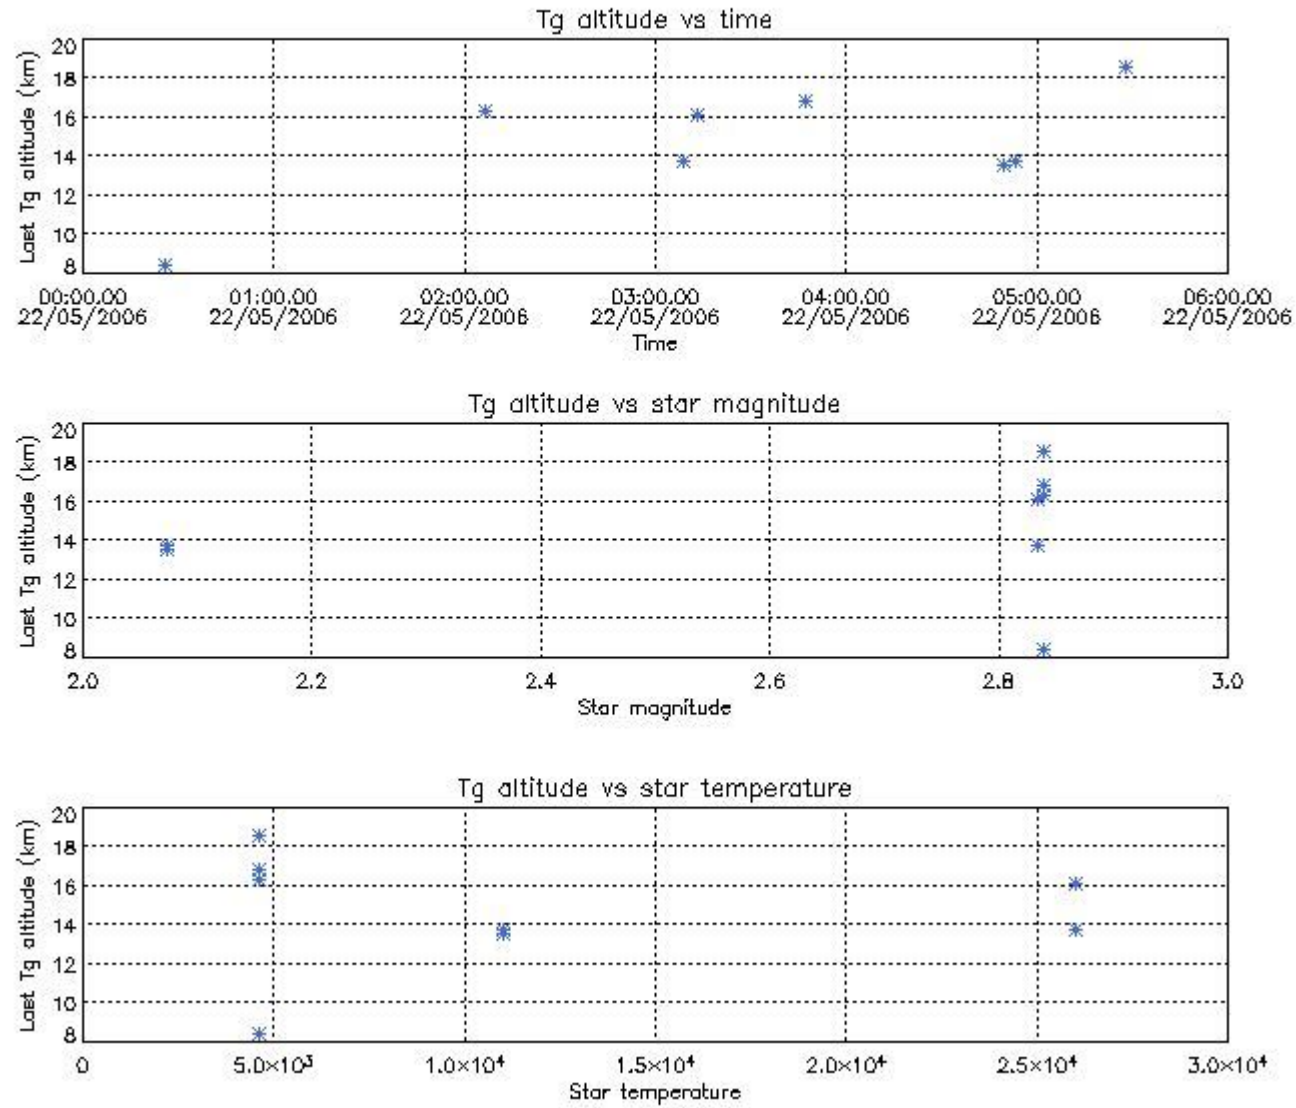 Tg altitude vs time
Last Tg altitude (km)
20
18
16
14
12
10
8
00:00.00 01:00.00 02:00.00 03:00.00 04:00.00 05:00.00 06:00.00
22/05/2006 22/05/2006 22/05/2006 22/05/2006 22/05/2006 22/05/2006 22/05/2006
Time
Tg altitude vs star magnitude
Last Tg altitude (km)
20
18
16
14
12
10
8
2.0 2.2 2.4 2.6 2.8 3.0
Star magnitude
Tg altitude vs star temperature
Last Tg altitude (km)
20
18
16
14
12
10
8
0 5.0×10³ 1.0×10⁴ 1.5×10⁴ 2.0×10⁴ 2.5×10⁴ 3.0×10⁴
Star temperature